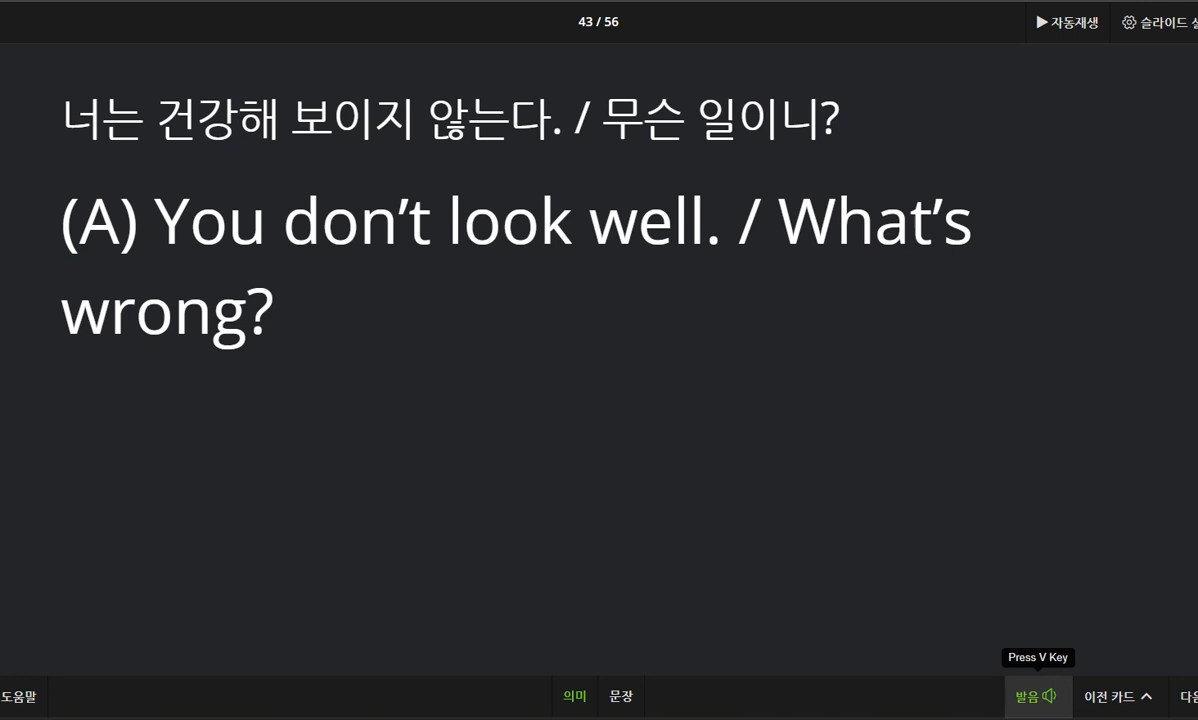 43 / 56
▶ 자동재생
슬라이드
너는 건강해 보이지 않는다. / 무슨 일이니?
(A) You don’t look well. / What’s
wrong?
Press V Key
도움말
의미
문장
발음
이전 카드